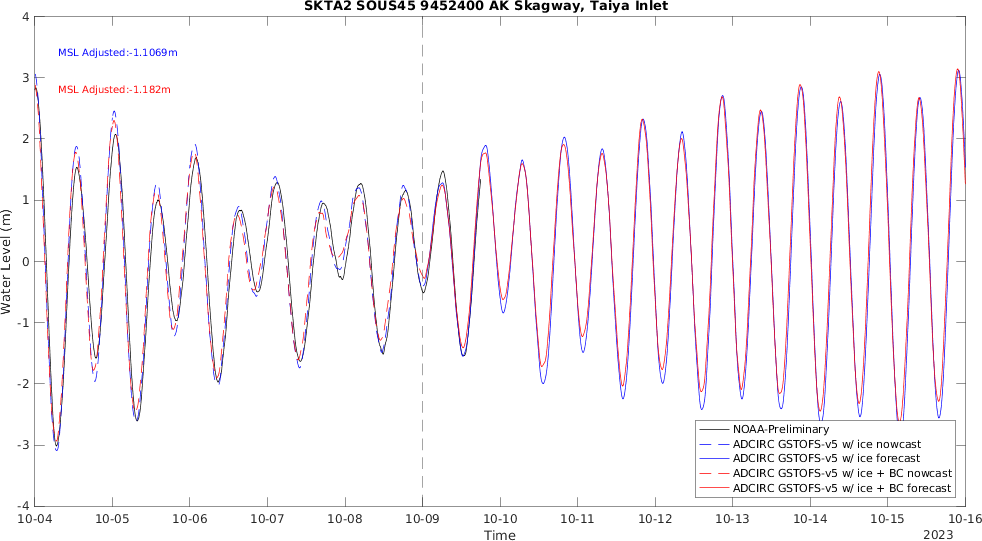 SKTA2 SOUS45 9452400 AK Skagway, Taiya Inlet
MSL Adjusted:-1.1069m
MSL Adjusted:-1.182m
4
3
2
1
0
-1
-2
-3
-4
Water Level (m)
NOAA-Preliminary
ADCIRC GSTOFS-v5 w/ ice nowcast
ADCIRC GSTOFS-v5 w/ ice forecast
ADCIRC GSTOFS-v5 w/ ice + BC nowcast
ADCIRC GSTOFS-v5 w/ ice + BC forecast
10-04 10-05 10-06 10-07 10-08 10-09 10-10 10-11 10-12 10-13 10-14 10-15 10-16
Time
2023